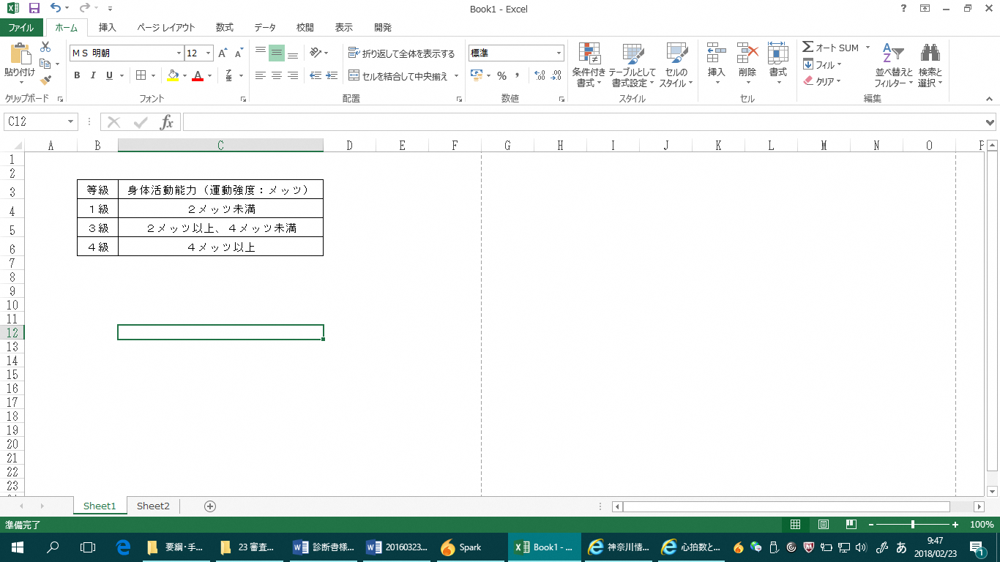 Book1 - Excel
?
ファイル ホーム 挿入 ページ レイアウト 数式 データ 校閲 表示 開発
貼り付け
ＭＳ 明朝 12 A A
B I U A 亜
折り返して全体を表示する
セルを結合して中央揃え
標準
% ,
条件付き書式
テーブルとして書式設定
セルのスタイル
挿入 削除 書式
Σ オート SUM
フィル
クリア
並べ替えとフィルター
検索と選択
クリップボード フォント 配置 数値 スタイル セル 編集
C12 fx
A B C D E F G H I J K L M N O P
1
2
3 等級 身体活動能力（運動強度：メッツ）
4 １級 ２メッツ未満
5 ３級 ２メッツ以上、４メッツ未満
6 ４級 ４メッツ以上
7
8
9
10
11
12
13
14
15
16
17
18
19
20
21
22
23
Sheet1 Sheet2
準備完了 100%
要綱・手... 23 審査... 診断書様... 20160323... Spark Book1 - ... 神奈川情... 心拍数と... あ 9:47
2018/02/23
1